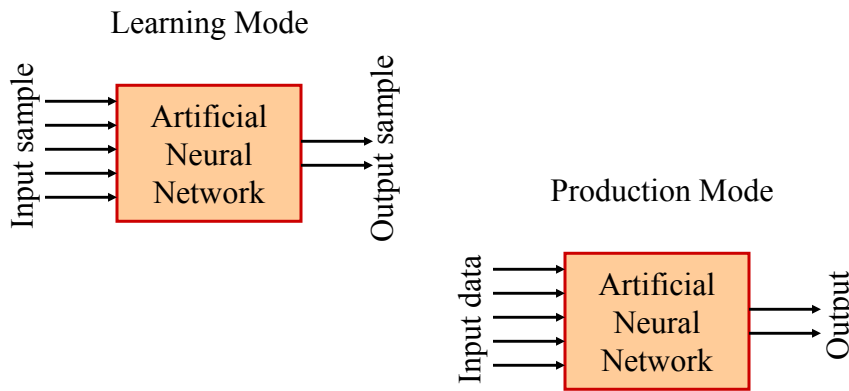 Learning Mode
Input sample
Artificial
Neural
Network
Output sample
Production Mode
Input data
Artificial
Neural
Network
Output